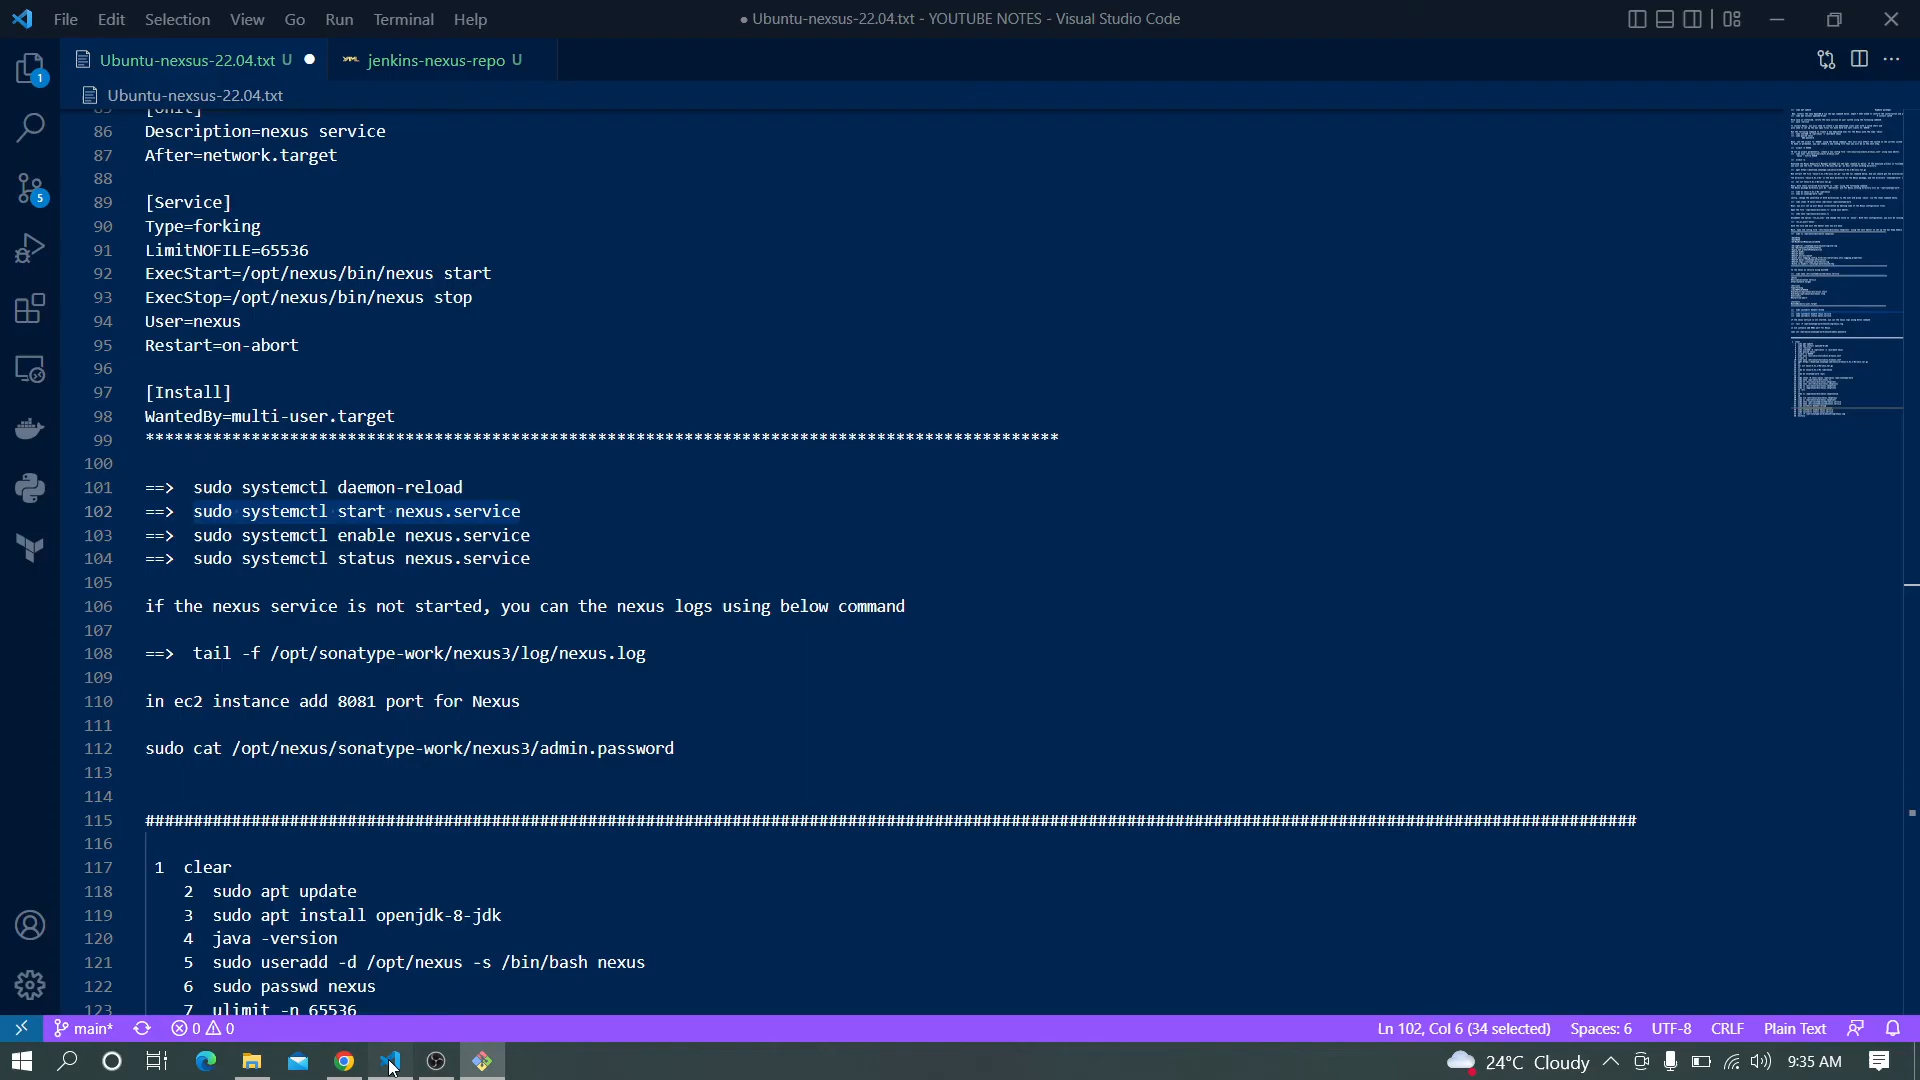 File Edit Selection View Go Run Terminal Help
● Ubuntu-nexsus-22.04.txt - YOUTUBE NOTES - Visual Studio Code
Ubuntu-nexsus-22.04.txt U
jenkins-nexus-repo U
Ubuntu-nexsus-22.04.txt
85 [Unit]
86 Description=nexus service
87 After=network.target
88
89 [Service]
90 Type=forking
91 LimitNOFILE=65536
92 ExecStart=/opt/nexus/bin/nexus start
93 ExecStop=/opt/nexus/bin/nexus stop
94 User=nexus
95 Restart=on-abort
96
97 [Install]
98 WantedBy=multi-user.target
99 ***********************************************************************************************
100
101 ==>  sudo systemctl daemon-reload
102 ==>  sudo systemctl start nexus.service
103 ==>  sudo systemctl enable nexus.service
104 ==>  sudo systemctl status nexus.service
105
106 if the nexus service is not started, you can the nexus logs using below command
107
108 ==>  tail -f /opt/sonatype-work/nexus3/log/nexus.log
109
110 in ec2 instance add 8081 port for Nexus
111
112 sudo cat /opt/nexus/sonatype-work/nexus3/admin.password
113
114
115 ###########################################################################################################################################################
116
117 1  clear
118 2  sudo apt update
119 3  sudo apt install openjdk-8-jdk
120 4  java -version
121 5  sudo useradd -d /opt/nexus -s /bin/bash nexus
122 6  sudo passwd nexus
123 7  ulimit -n 65536
1
5
main* 0 0
Ln 102, Col 6 (34 selected) Spaces: 6 UTF-8 CRLF Plain Text
24°C Cloudy 9:35 AM